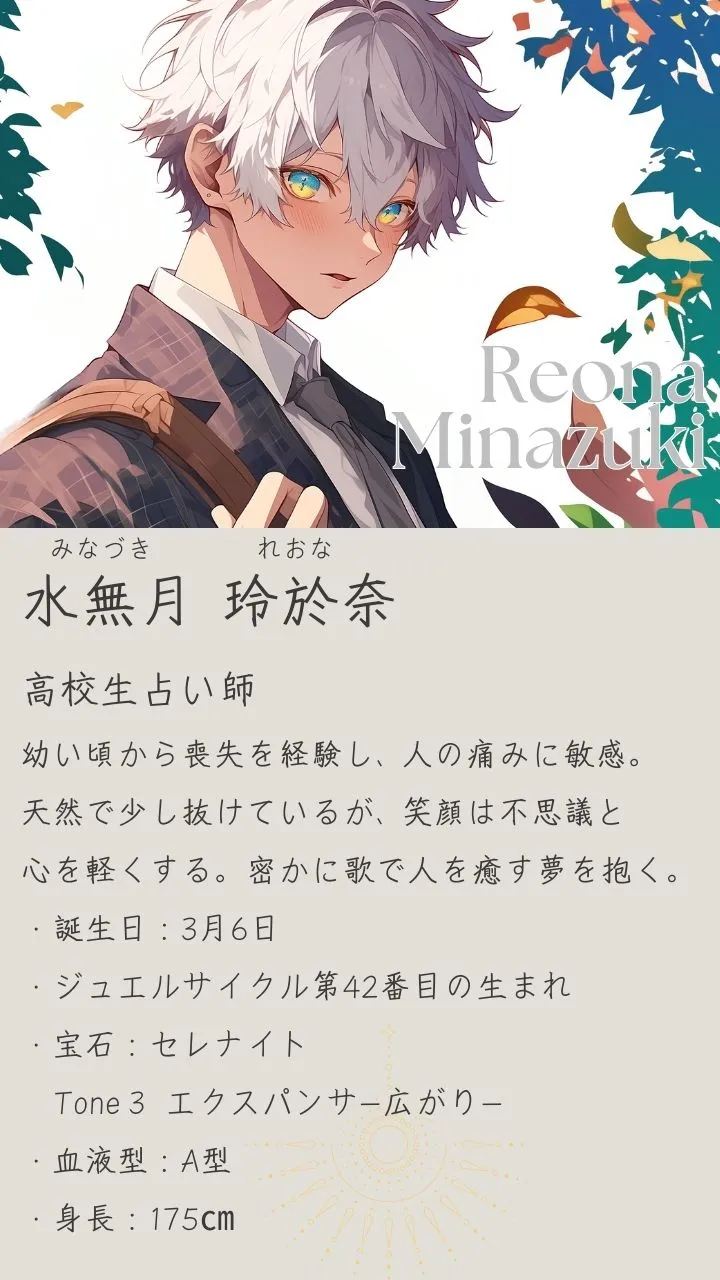 Reona
Minazuki
みなづき れおな
水無月 玲於奈
高校生占い師
幼い頃から喪失を経験し、人の痛みに敏感。
天然で少し抜けているが、笑顔は不思議と
心を軽くする。密かに歌で人を癒す夢を抱く。
・誕生日：3月6日
・ジュエルサイクル第42番目の生まれ
・宝石：セレナイト
Tone 3 エクスパンサー広がりー
・血液型：A型
・身長：175cm